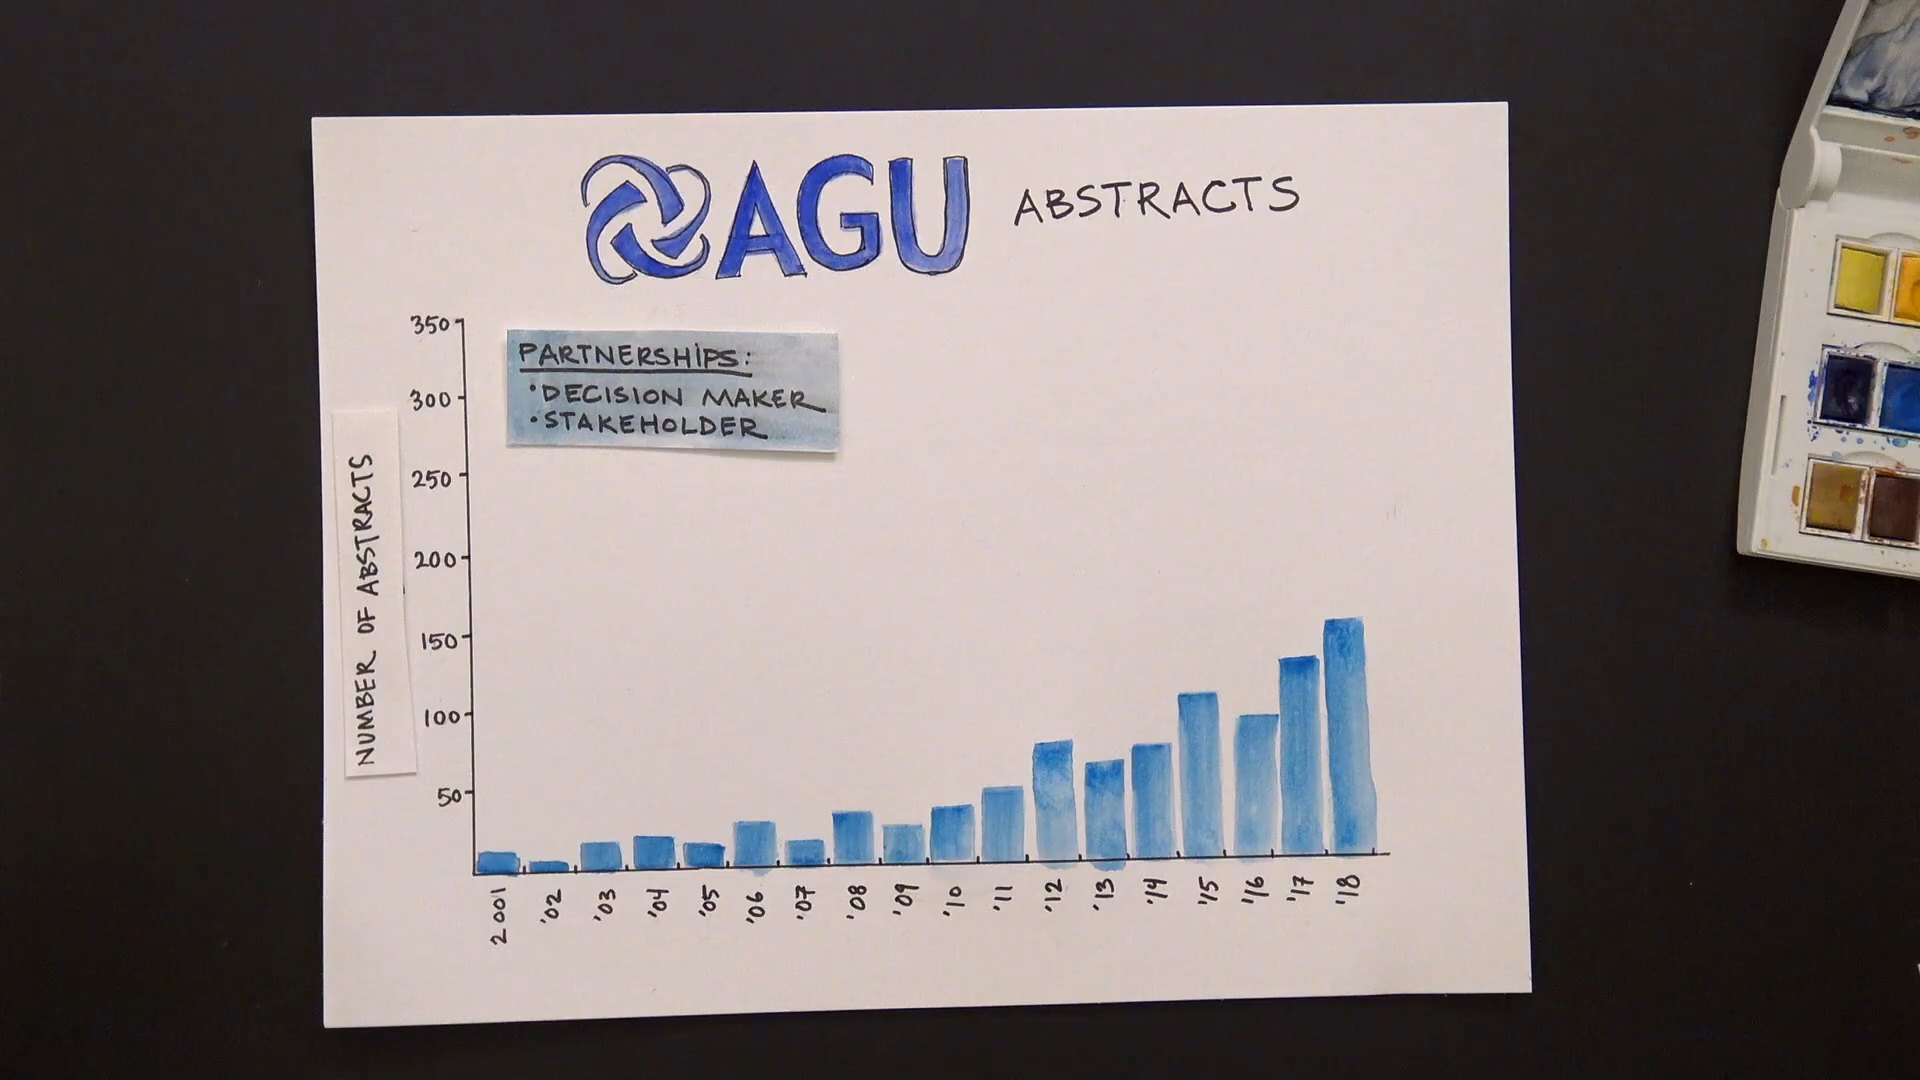 AGU ABSTRACTS
PARTNERSHIPS:
• DECISION MAKER
• STAKEHOLDER
NUMBER OF ABSTRACTS
350
300
250
200
150
100
50
2001 '02 '03 '04 '05 '06 '07 '08 '09 '10 '11 '12 '13 '14 '15 '16 '17 '18